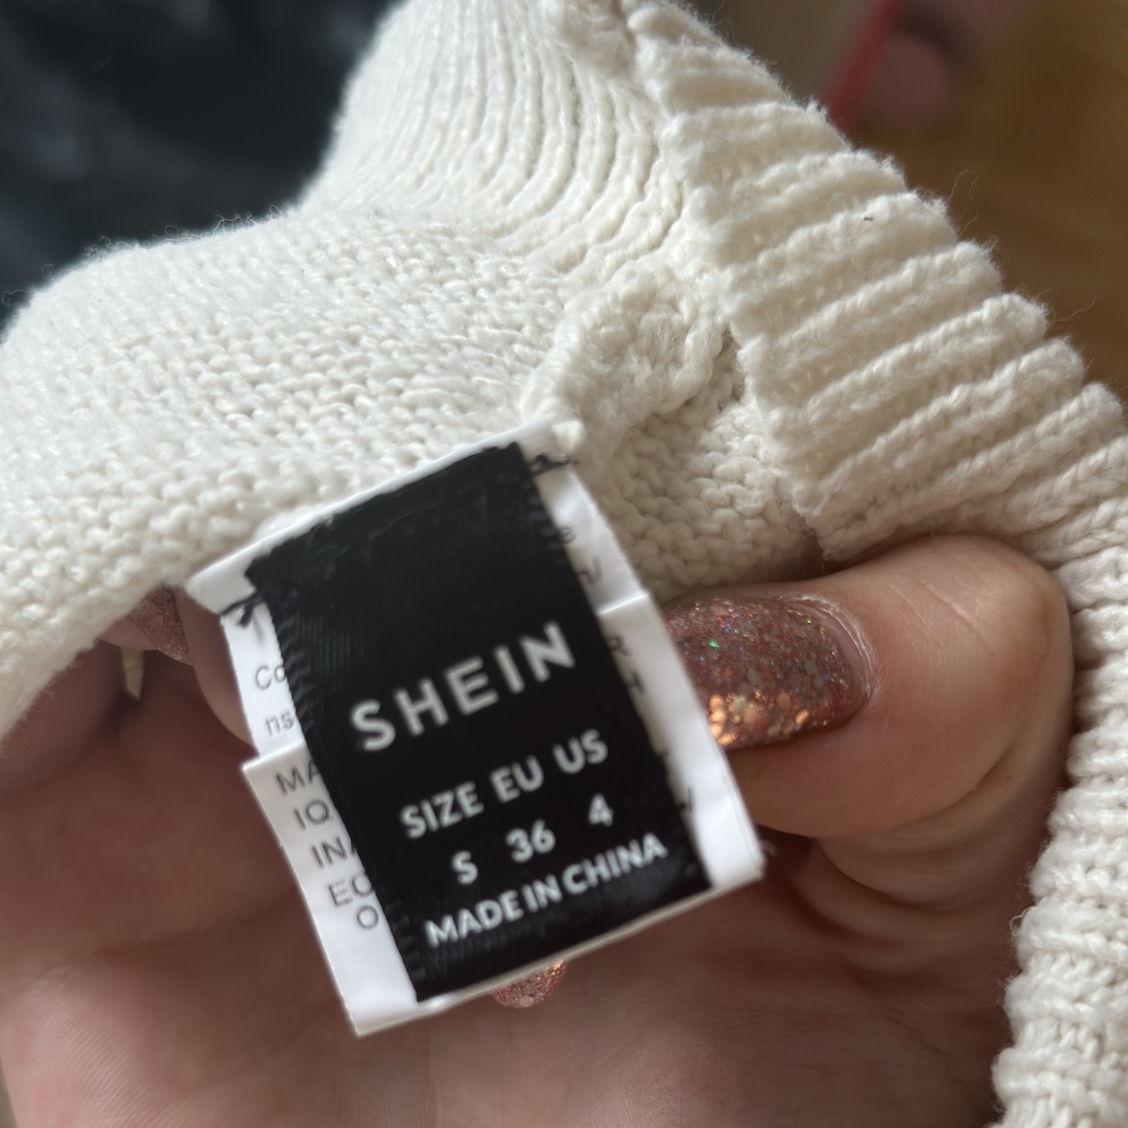 SHEIN
SIZE EU US
S 36 4
MADE IN CHINA